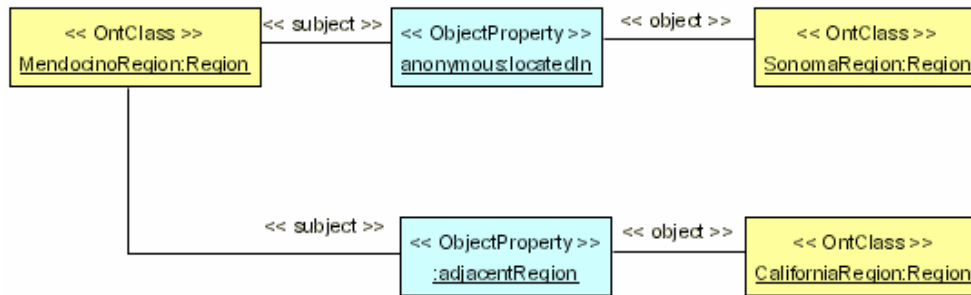 << OntClass >>
MendocinoRegion:Region
<< subject >>
<< ObjectProperty >>
anonymous:locatedIn
<< object >>
<< OntClass >>
SonomaRegion:Region
<< subject >>
<< ObjectProperty >>
:adjacentRegion
<< object >>
<< OntClass >>
CaliforniaRegion:Region